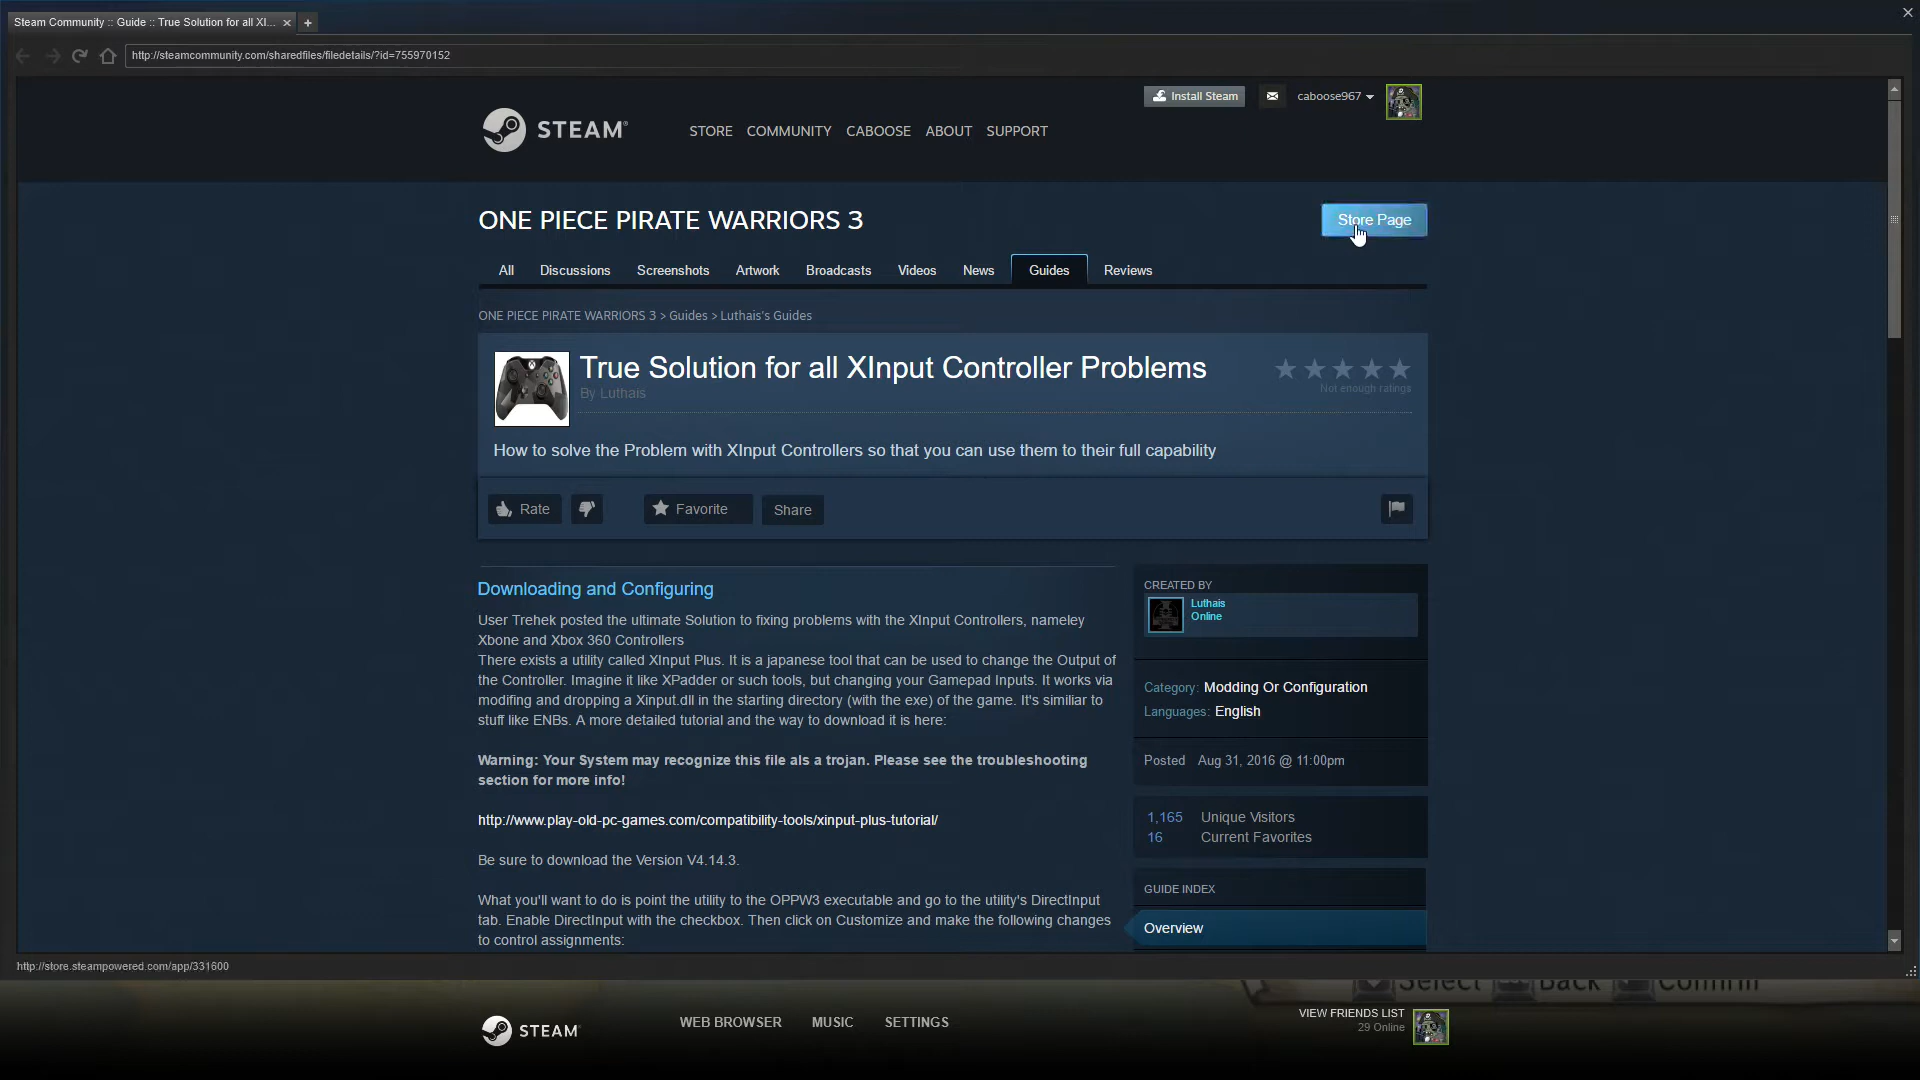 Steam Community :: Guide :: True Solution for all XI...
http://steamcommunity.com/sharedfiles/filedetails/?id=755970152
Install Steam
caboose967
STEAM®
STORE COMMUNITY CABOOSE ABOUT SUPPORT
ONE PIECE PIRATE WARRIORS 3
Store Page
All Discussions Screenshots Artwork Broadcasts Videos News Guides Reviews
ONE PIECE PIRATE WARRIORS 3 > Guides > Luthais's Guides
True Solution for all XInput Controller Problems
By Luthais
Not enough ratings
How to solve the Problem with XInput Controllers so that you can use them to their full capability
Rate
Favorite
Share
Downloading and Configuring
User Trehek posted the ultimate Solution to fixing problems with the XInput Controllers, nameley
Xbone and Xbox 360 Controllers
There exists a utility called XInput Plus. It is a japanese tool that can be used to change the Output of
the Controller. Imagine it like XPadder or such tools, but changing your Gamepad Inputs. It works via
modifing and dropping a Xinput.dll in the starting directory (with the exe) of the game. It's similiar to
stuff like ENBs. A more detailed tutorial and the way to download it is here:
Warning: Your System may recognize this file als a trojan. Please see the troubleshooting
section for more info!
http://www.play-old-pc-games.com/compatibility-tools/xinput-plus-tutorial/
Be sure to download the Version V4.14.3.
What you'll want to do is point the utility to the OPPW3 executable and go to the utility's DirectInput
tab. Enable DirectInput with the checkbox. Then click on Customize and make the following changes
to control assignments:
CREATED BY
Luthais
Online
Category: Modding Or Configuration
Languages: English
Posted Aug 31, 2016 @ 11:00pm
1,165 Unique Visitors
16 Current Favorites
GUIDE INDEX
Overview
http://store.steampowered.com/app/331600
Select Back Confirm
STEAM
WEB BROWSER MUSIC SETTINGS
VIEW FRIENDS LIST
29 Online